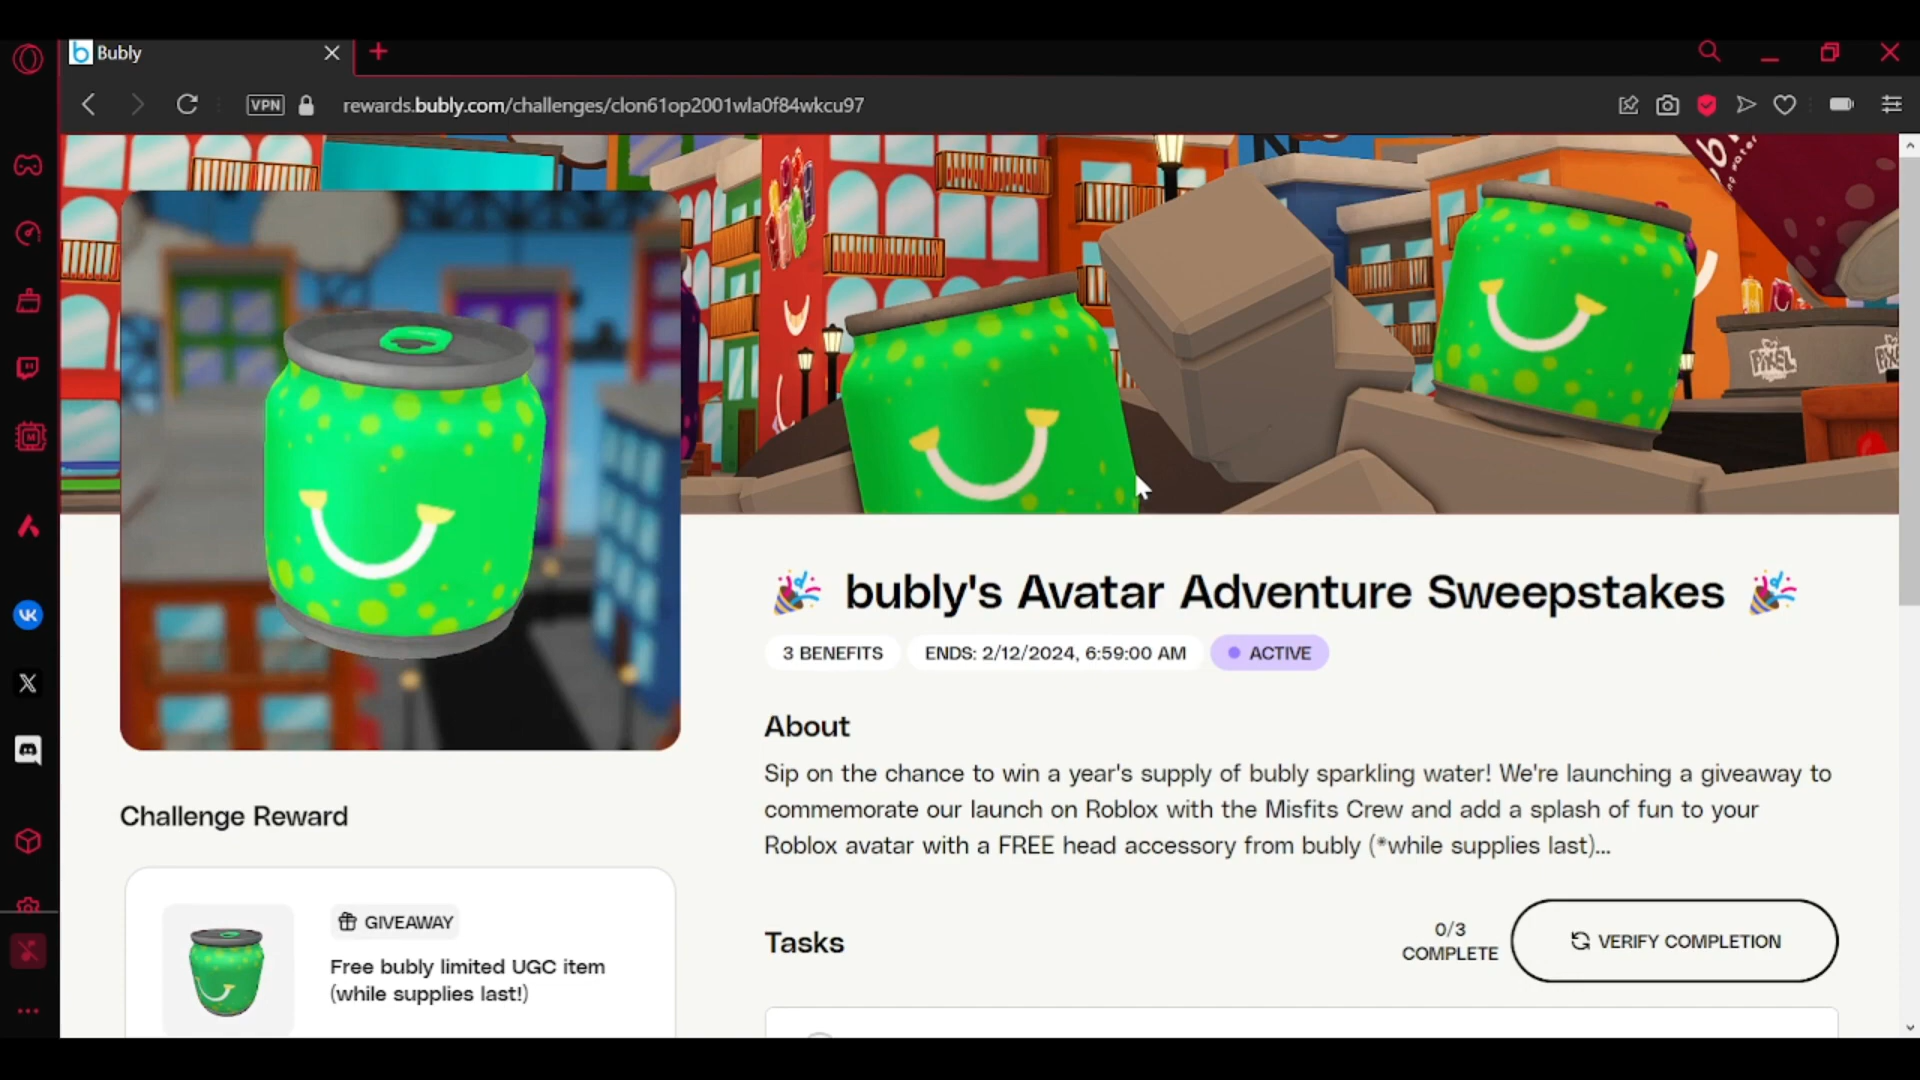 Bubly
VPN
rewards.bubly.com/challenges/clon61op2001wla0f84wkcu97
PIXEL
🎉 bubly's Avatar Adventure Sweepstakes 🎉
3 BENEFITS
ENDS: 2/12/2024, 6:59:00 AM
ACTIVE
About
Sip on the chance to win a year's supply of bubly sparkling water! We're launching a giveaway to
commemorate our launch on Roblox with the Misfits Crew and add a splash of fun to your
Roblox avatar with a FREE head accessory from bubly (*while supplies last)...
Challenge Reward
GIVEAWAY
Free bubly limited UGC item
(while supplies last!)
Tasks
0/3
COMPLETE
VERIFY COMPLETION